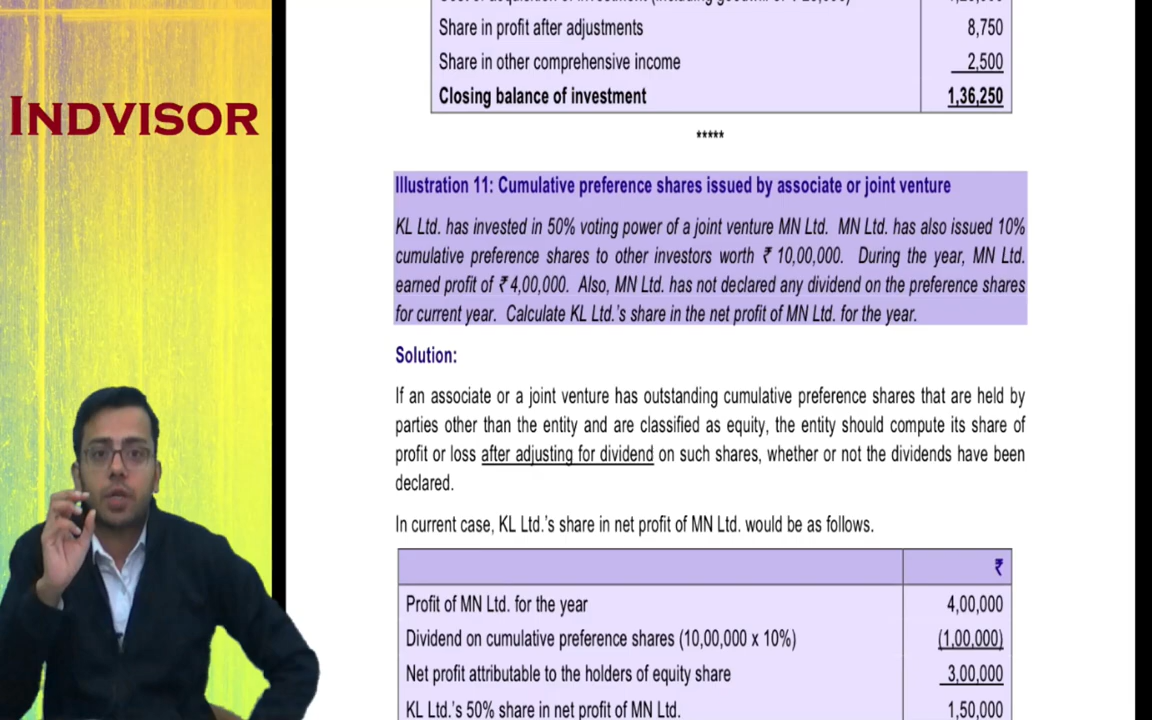 INDVISOR
1,25,000
Share in profit after adjustments 8,750
Share in other comprehensive income 2,500
Closing balance of investment 1,36,250
*****
Illustration 11: Cumulative preference shares issued by associate or joint venture
KL Ltd. has invested in 50% voting power of a joint venture MN Ltd. MN Ltd. has also issued 10%
cumulative preference shares to other investors worth ₹ 10,00,000. During the year, MN Ltd.
earned profit of ₹ 4,00,000. Also, MN Ltd. has not declared any dividend on the preference shares
for current year. Calculate KL Ltd.'s share in the net profit of MN Ltd. for the year.
Solution:
If an associate or a joint venture has outstanding cumulative preference shares that are held by
parties other than the entity and are classified as equity, the entity should compute its share of
profit or loss after adjusting for dividend on such shares, whether or not the dividends have been
declared.
In current case, KL Ltd.'s share in net profit of MN Ltd. would be as follows.
₹
Profit of MN Ltd. for the year 4,00,000
Dividend on cumulative preference shares (10,00,000 x 10%) (1,00,000)
Net profit attributable to the holders of equity share 3,00,000
KL Ltd.'s 50% share in net profit of MN Ltd. 1,50,000